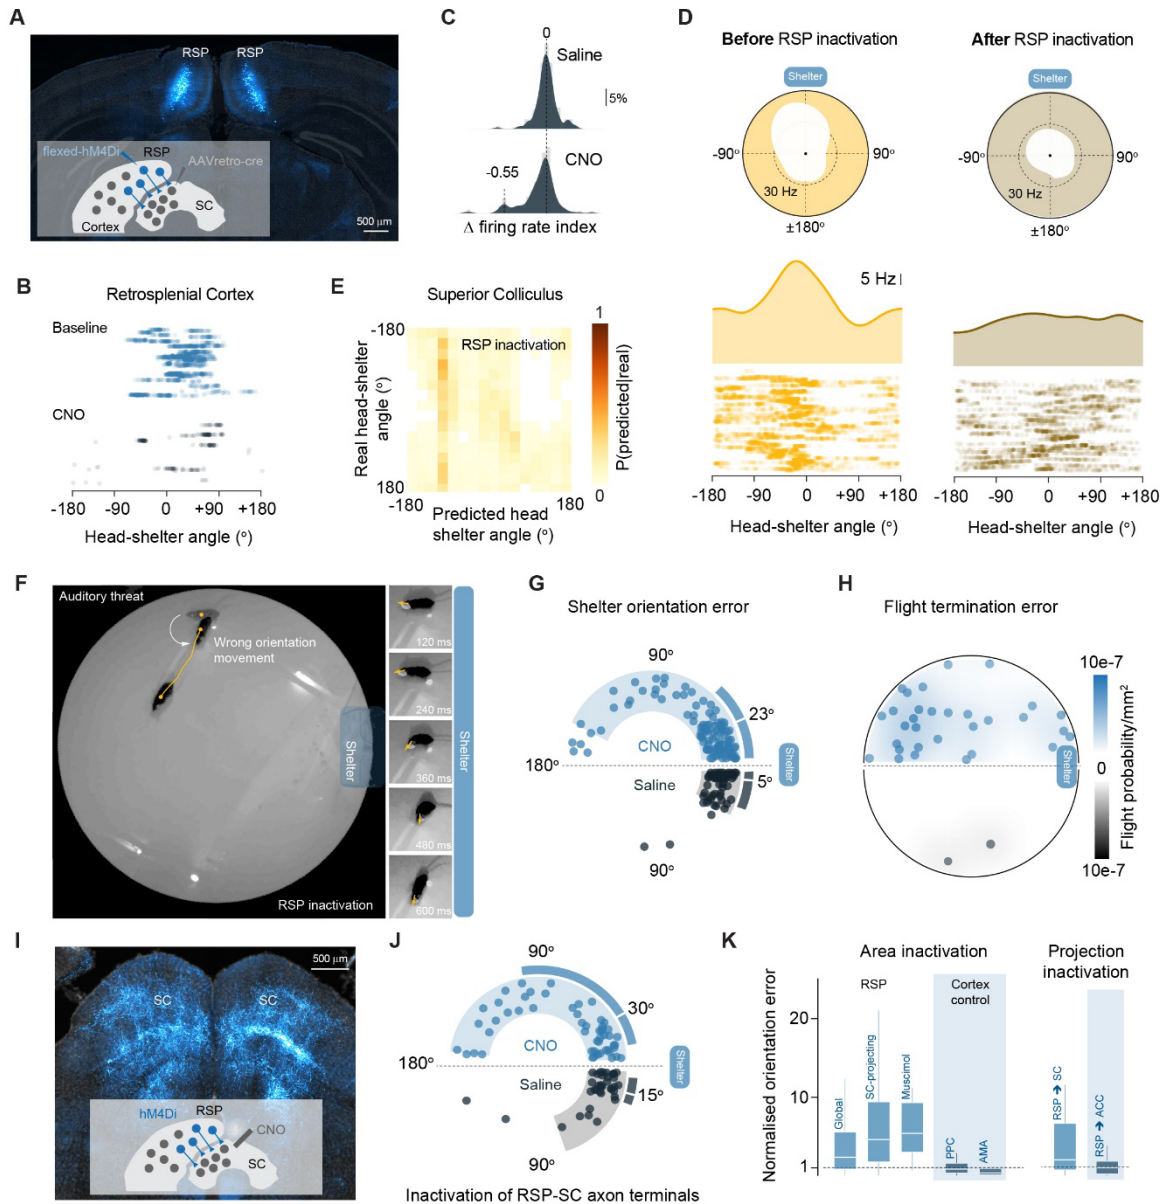 A
RSP
RSP
flexed-hM4Di
RSP
AAVretro-cre
SC
Cortex
500 µm
B
Retrosplenial Cortex
Baseline
CNO
-180
-90
0
+90
+180
Head-shelter angle (°)
C
0
Saline
5%
CNO
-0.55
Δ firing rate index
D
Before RSP inactivation
After RSP inactivation
Shelter
Shelter
-90°
90°
-90°
90°
30 Hz
30 Hz
±180°
±180°
5 Hz
-180
-90
0
+90
+180
-180
-90
0
+90
+180
Head-shelter angle (°)
Head-shelter angle (°)
E
Superior Colliculus
-180
RSP inactivation
Real head-shelter
angle (°)
180
-180
180
Predicted head
shelter angle (°)
1
0
P(predicted|real)
F
Auditory threat
Wrong orientation
movement
Shelter
RSP inactivation
120 ms
240 ms
360 ms
480 ms
600 ms
Shelter
G
Shelter orientation error
90°
23°
CNO
180°
Shelter
Saline
5°
90°
H
Flight termination error
Shelter
10e-7
0
10e-7
Flight probability/mm²
I
500 µm
SC
SC
hM4Di
RSP
CNO
SC
J
90°
30°
CNO
180°
Shelter
Saline
15°
90°
Inactivation of RSP-SC axon terminals
K
Area inactivation
Projection
inactivation
RSP
Cortex
control
Normalised orientation error
20
10
1
Global
SC-projecting
Muscimol
PPC
AMA
RSP ➔ SC
RSP ➔ ACC